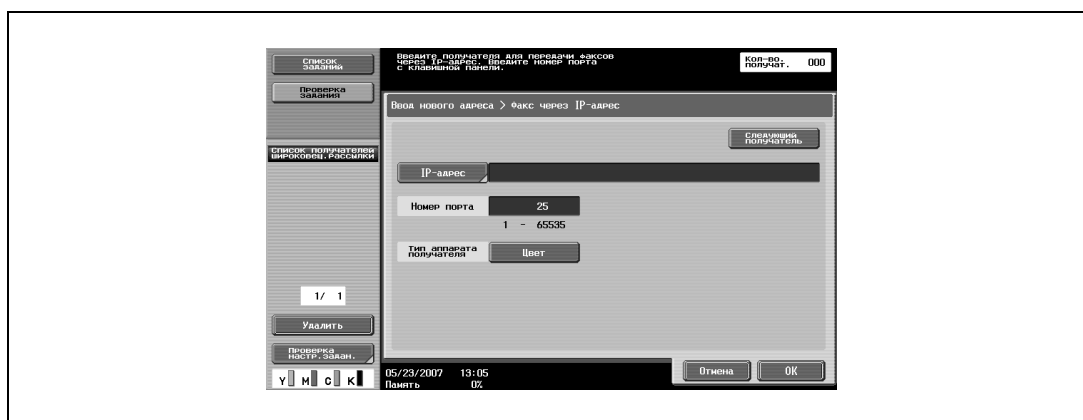 Список
заданий
Введите получателя для передачи факсов
через IP-адрес. Введите номер порта
с клавишной панели.
Кол-во.
получат. 000
Проверка
задания
Ввод нового адреса > Факс через IP-адрес
Следующий
получатель
Список получателей
широковещ.рассылки
IP-адрес
Номер порта 25
1 - 65535
Тип аппарата
получателя
Цвет
1/ 1
Удалить
Проверка
настр.задан.
Y M C K
05/23/2007 13:05
Память 0%
Отмена
OK